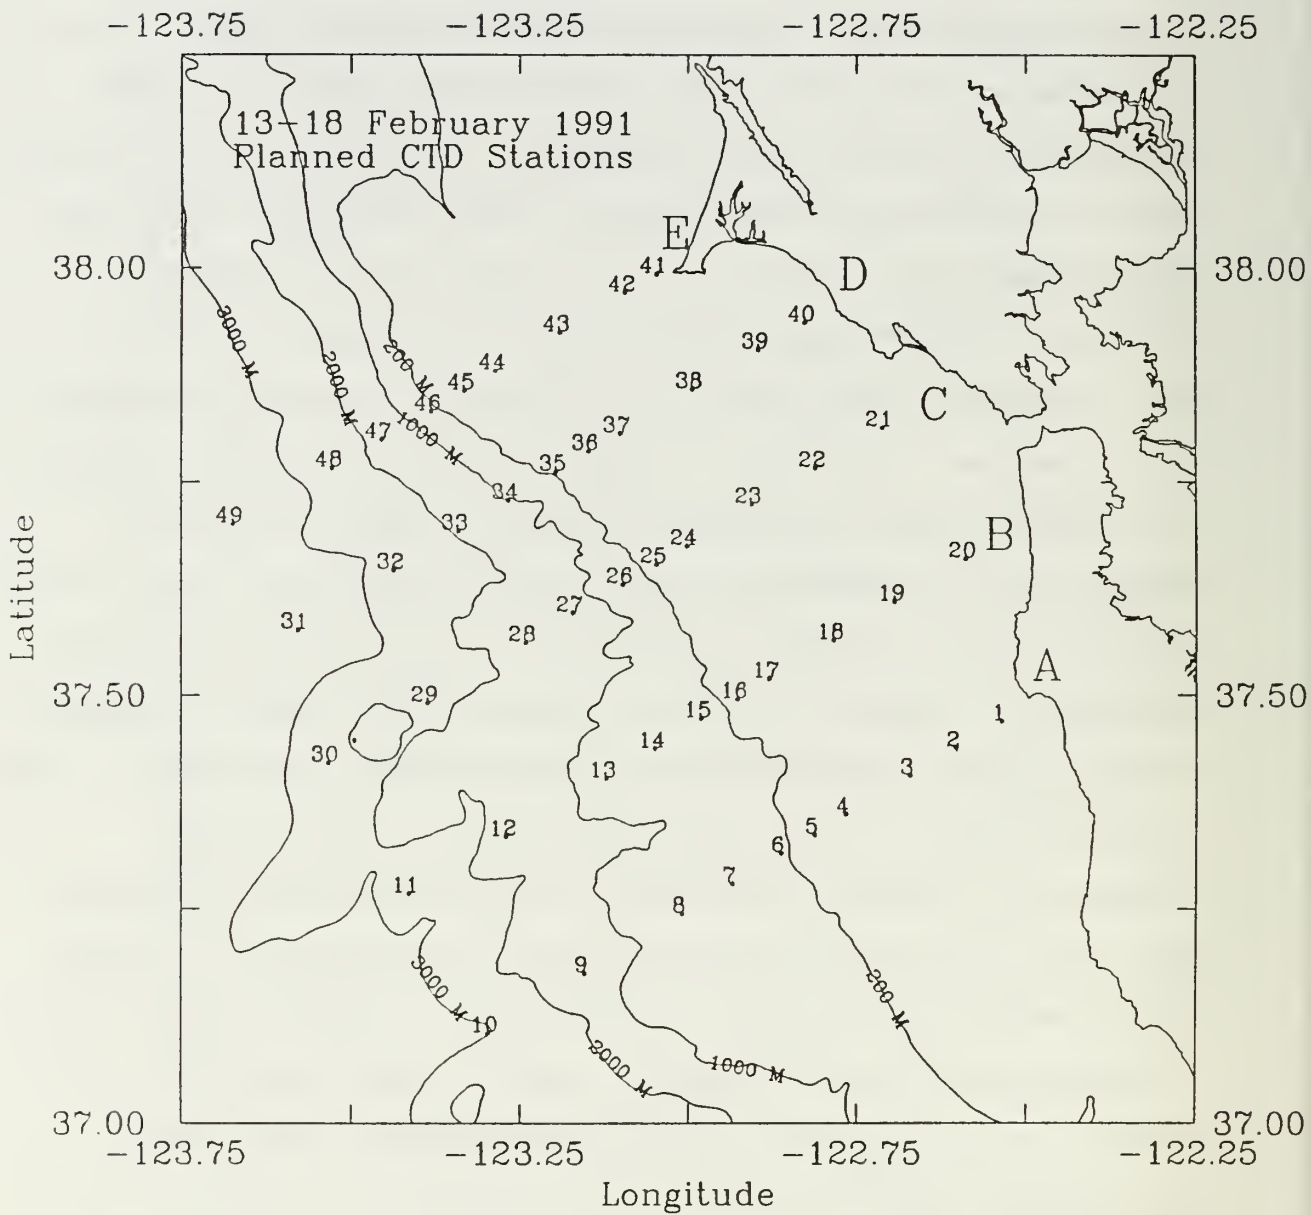 -123.75 -123.25 -122.75 -122.25
13-18 February 1991
Planned CTD Stations
E
41
38.00
D
38.00
42
3000 M
43
40
39
200 M
44
2000 M
45
38
46
C
1000 M
47
37
21
36
48
35
22
34
23
49
33
B
24
20
25
32
26
19
27
31
28
18
A
17
16
29
37.50
37.50
15
1
14
2
30
13
3
4
12
5
6
7
11
8
9
3000 M
200 M
10
2000 M
1000 M
37.00
37.00
-123.75 -123.25 -122.75 -122.25
Longitude
Latitude